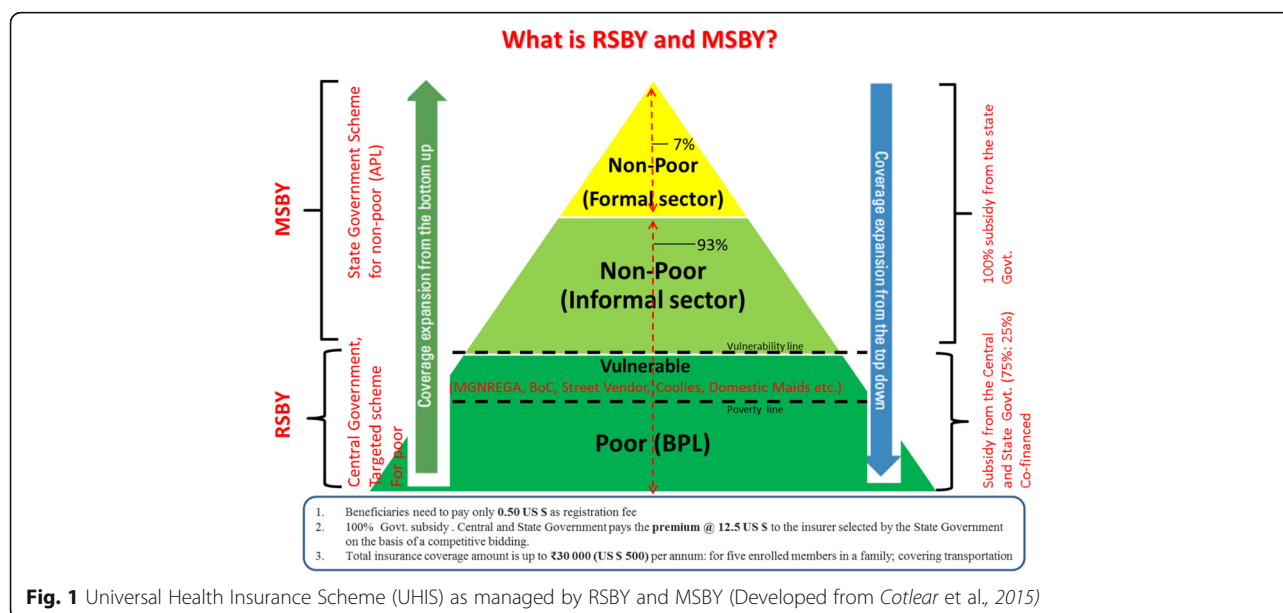 What is RSBY and MSBY?
MSBY
State Government Scheme
for non-poor (APL)
Coverage expansion from the bottom up
RSBY
Central Government,
Targeted scheme
For poor
7%
Non-Poor
(Formal sector)
93%
Non-Poor
(Informal sector)
Vulnerability line
Vulnerable
(MGNREGA, BoC, Street Vendor, Coolies, Domestic Maids etc.)
Poverty line
Poor (BPL)
Coverage expansion from the top down
100% subsidy from the state
Govt.
Subsidy from the Central
and State Govt. (75%: 25%)
Co-financed
1. Beneficiaries need to pay only 0.50 US $ as registration fee
2. 100% Govt. subsidy . Central and State Government pays the premium @ 12.5 US $ to the insurer selected by the State Government
on the basis of a competitive bidding.
3. Total insurance coverage amount is up to ₹30 000 (US $ 500) per annum: for five enrolled members in a family; covering transportation
Fig. 1 Universal Health Insurance Scheme (UHIS) as managed by RSBY and MSBY (Developed from Cotlear et al., 2015)